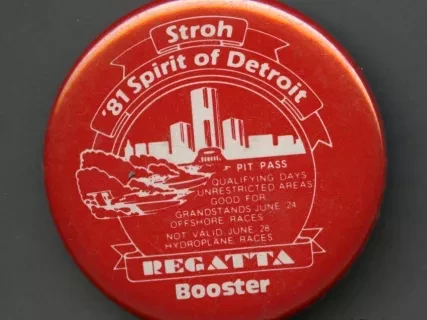 Stroh
'81 Spirit of Detroit
PIT PASS
QUALIFYING DAYS
UNRESTRICTED AREAS
GOOD FOR
GRANDSTANDS JUNE 24
OFFSHORE RACES
NOT VALID JUNE 28
HYDROPLANE RACES
REGATTA
Booster